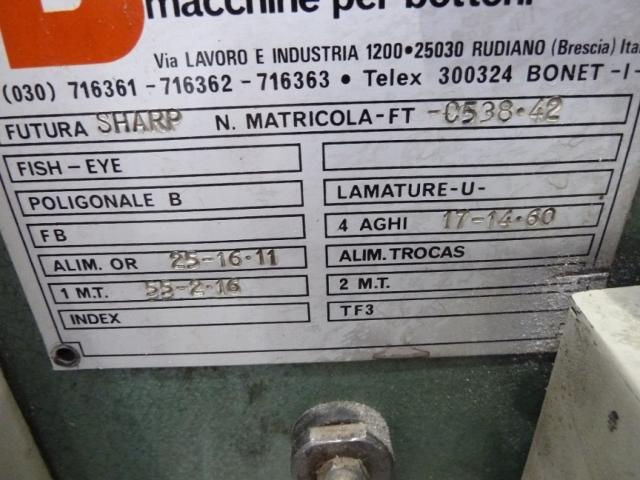 macchine per bottoni
Via LAVORO E INDUSTRIA 1200•25030 RUDIANO (Brescia)
(030) 716361 - 716362 - 716363 • Telex 300324 BONET -I-
FUTURA SHARP N. MATRICOLA-FT -0538·42
FISH-EYE
POLIGONALE B
LAMATURE-U-
FB
4 AGHI 17-14·60
ALIM. OR 25-16·11
ALIM. TROCAS
1 M.T. 55-2·16
2 M.T.
INDEX
TF3